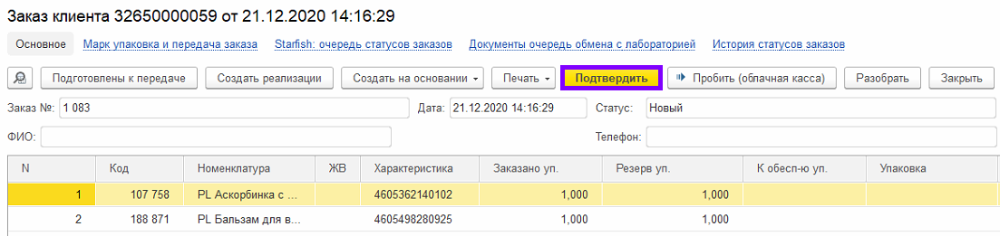 Заказ клиента 32650000059 от 21.12.2020 14:16:29
Основное Марк упаковка и передача заказа Starfish: очередь статусов заказов Документы очередь обмена с лабораторией История статусов заказов
Подготовлены к передаче Создать реализации Создать на основании Печать Подтвердить Пробить (облачная касса) Разобрать Закрыть
Заказ №: 1 083 Дата: 21.12.2020 14:16:29 Статус: Новый
ФИО: Телефон:
N Код Номенклатура ЖВ Характеристика Заказано уп. Резерв уп. К обесп-ю уп. Упаковка
1 107 758 PL Аскорбинка с ... 4605362140102 1,000 1,000
2 188 871 PL Бальзам для в... 4605498280925 1,000 1,000